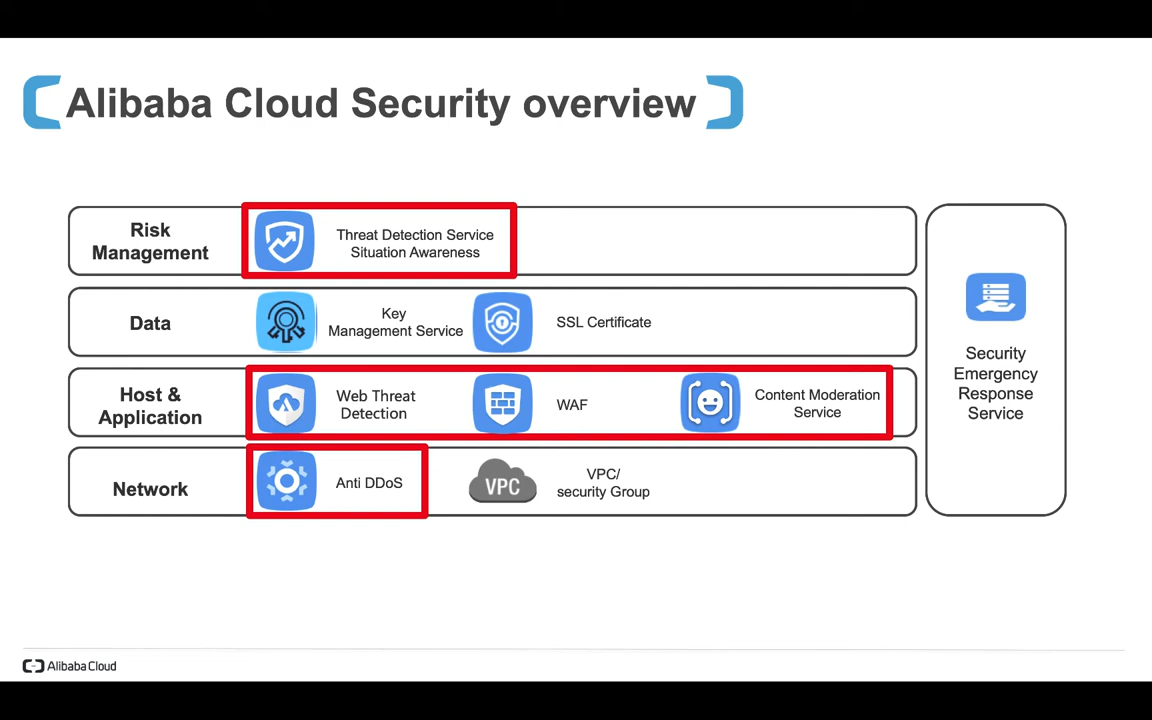 Alibaba Cloud Security overview
Risk
Management
Threat Detection Service
Situation Awareness
Data
Key
Management Service
SSL Certificate
Host &
Application
Web Threat
Detection
WAF
Content Moderation
Service
Network
Anti DDoS
VPC
VPC/
security Group
Security
Emergency
Response
Service
Alibaba Cloud